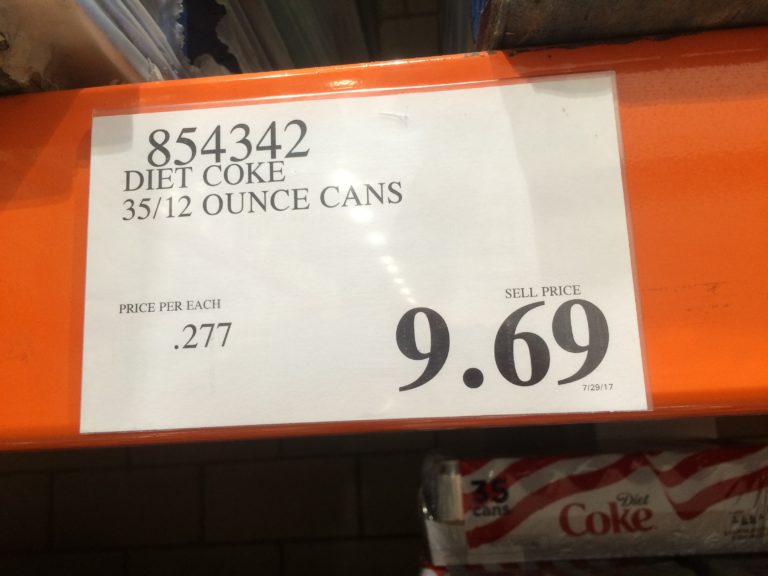 854342
DIET COKE
35/12 OUNCE CANS
PRICE PER EACH
.277
SELL PRICE
9.69
7/29/17
35
cans
Diet
Coke